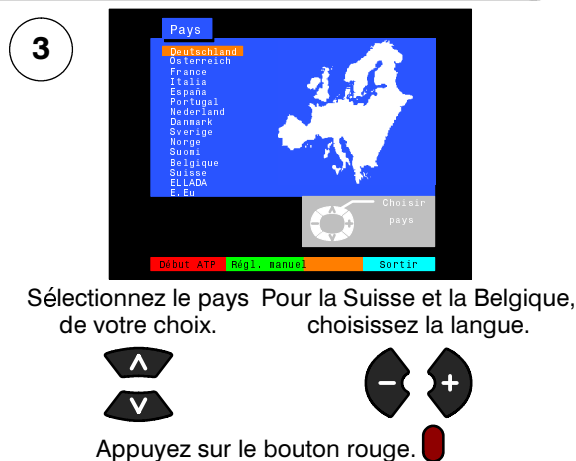 3
Pays
Deutschland
Österreich
France
Italia
España
Portugal
Nederland
Danmark
Sverige
Norge
Suomi
Belgique
Suisse
ELLADA
E.Eu
Choisir
pays
Début ATP Régl. manuel Sortir
Sélectionnez le pays Pour la Suisse et la Belgique,
de votre choix. choisissez la langue.
Appuyez sur le bouton rouge.